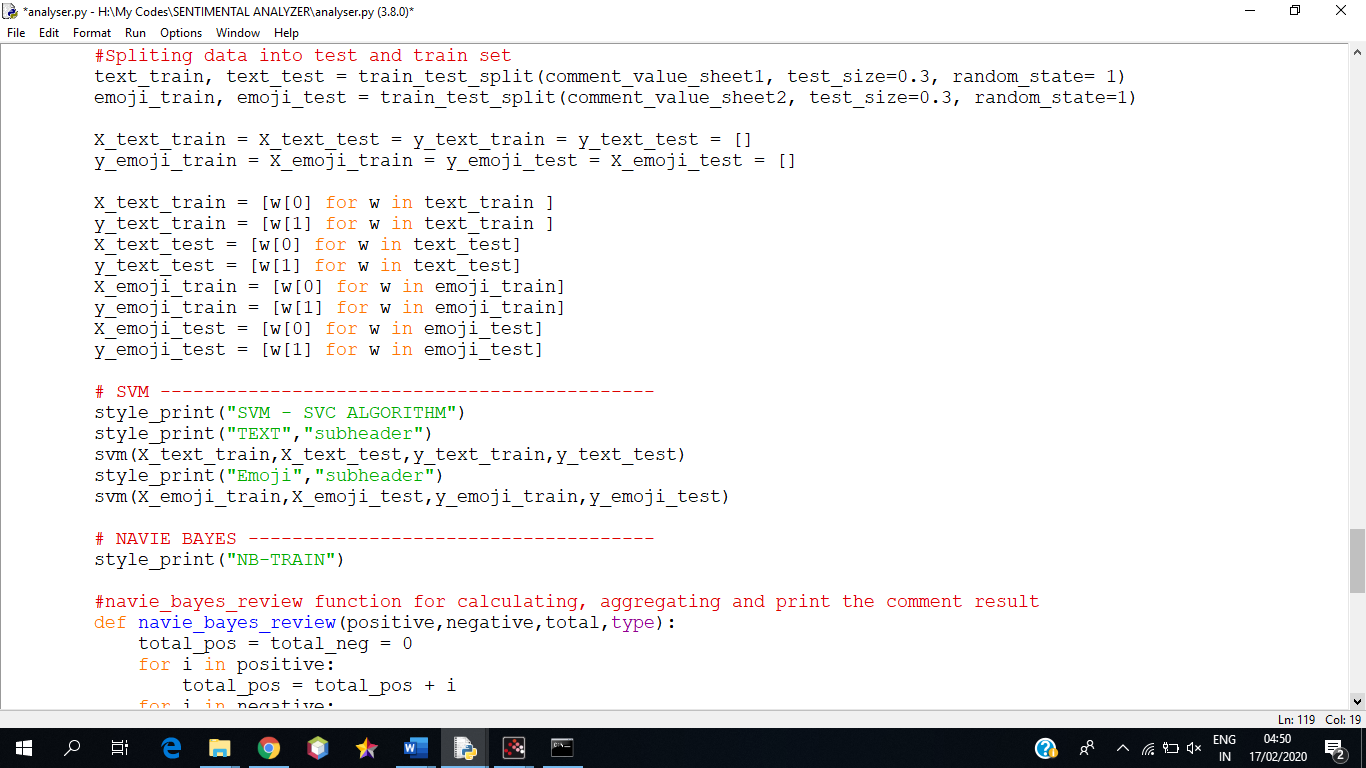 *analyser.py - H:\My Codes\SENTIMENTAL ANALYZER\analyser.py (3.8.0)*
File Edit Format Run Options Window Help
#Spliting data into test and train set
text_train, text_test = train_test_split(comment_value_sheet1, test_size=0.3, random_state= 1)
emoji_train, emoji_test = train_test_split(comment_value_sheet2, test_size=0.3, random_state=1)
X_text_train = X_text_test = y_text_train = y_text_test = []
y_emoji_train = X_emoji_train = y_emoji_test = X_emoji_test = []
X_text_train = [w[0] for w in text_train ]
y_text_train = [w[1] for w in text_train ]
X_text_test = [w[0] for w in text_test]
y_text_test = [w[1] for w in text_test]
X_emoji_train = [w[0] for w in emoji_train]
y_emoji_train = [w[1] for w in emoji_train]
X_emoji_test = [w[0] for w in emoji_test]
y_emoji_test = [w[1] for w in emoji_test]
# SVM ---------------------------------------------
style_print("SVM - SVC ALGORITHM")
style_print("TEXT","subheader")
svm(X_text_train,X_text_test,y_text_train,y_text_test)
style_print("Emoji","subheader")
svm(X_emoji_train,X_emoji_test,y_emoji_train,y_emoji_test)
# NAVIE BAYES -------------------------------------
style_print("NB-TRAIN")
#navie_bayes_review function for calculating, aggregating and print the comment result
def navie_bayes_review(positive,negative,total,type):
total_pos = total_neg = 0
for i in positive:
total_pos = total_pos + i
for i in negative:
Ln: 119 Col: 19
ENG
IN
04:50
17/02/2020
2